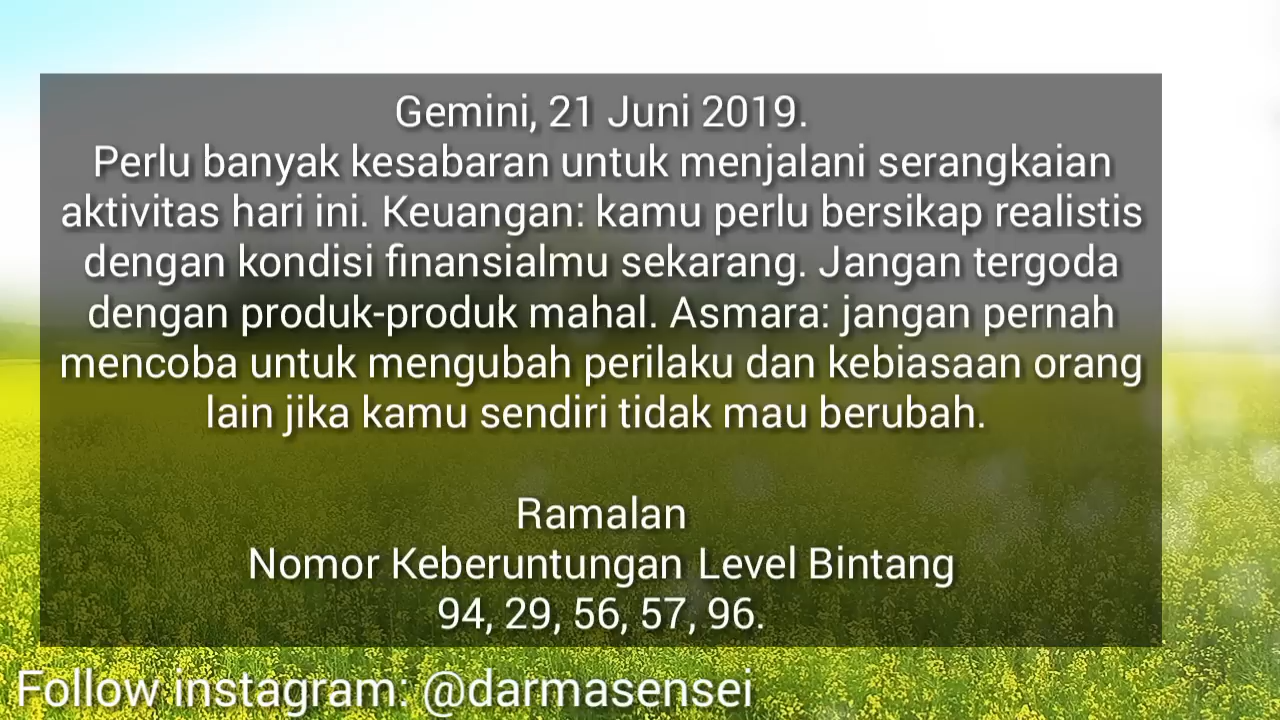 Gemini, 21 Juni 2019.
Perlu banyak kesabaran untuk menjalani serangkaian
aktivitas hari ini. Keuangan: kamu perlu bersikap realistis
dengan kondisi finansialmu sekarang. Jangan tergoda
dengan produk-produk mahal. Asmara: jangan pernah
mencoba untuk mengubah perilaku dan kebiasaan orang
lain jika kamu sendiri tidak mau berubah.
Ramalan
Nomor Keberuntungan Level Bintang
94, 29, 56, 57, 96.
Follow instagram: @darmasensei